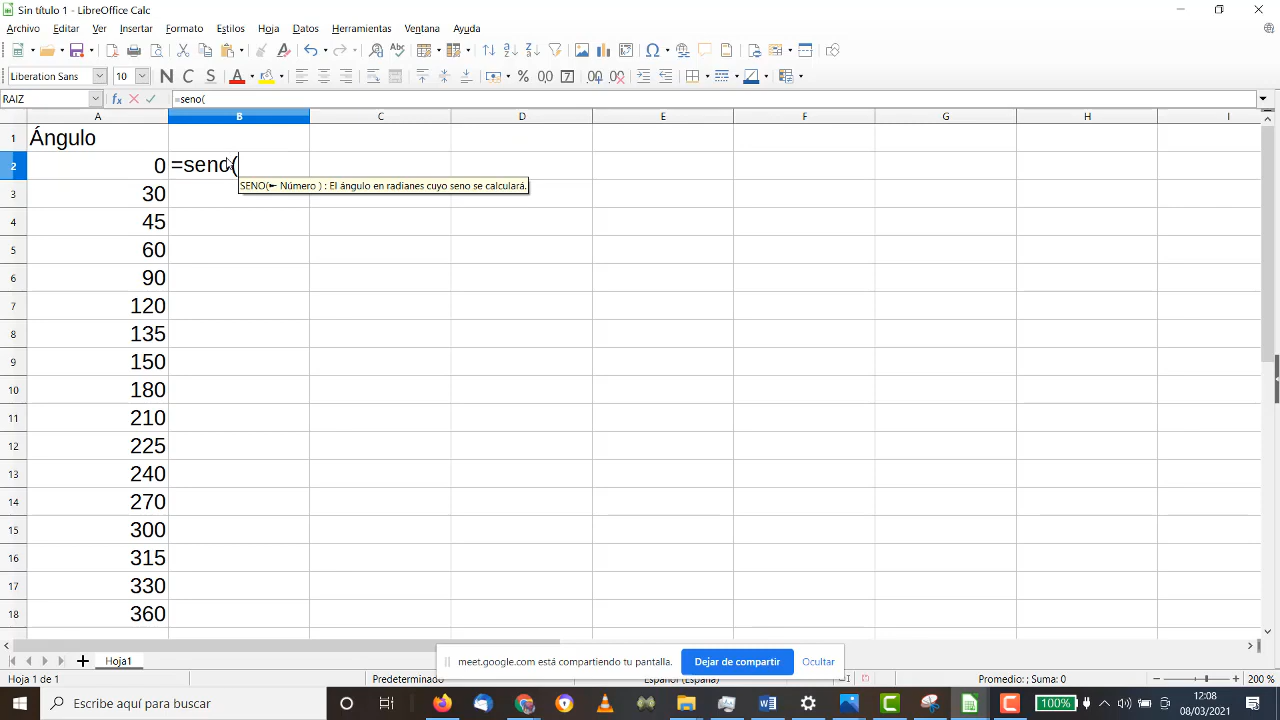 Sin título 1 - LibreOffice Calc
Archivo Editar Ver Insertar Formato Estilos Hoja Datos Herramientas Ventana Ayuda
Liberation Sans 10 N C S A
RAIZ =seno(
A B C D E F G H I
1 Ángulo
2 0 =seno(
SENO(► Número ) : El ángulo en radianes cuyo seno se calculará.
3 30
4 45
5 60
6 90
7 120
8 135
9 150
10 180
11 210
12 225
13 240
14 270
15 300
16 315
17 330
18 360
Hoja1
meet.google.com está compartiendo tu pantalla. Dejar de compartir Ocultar
Hoja 1 de 1 Predeterminado Español (España) Promedio: ; Suma: 0 200 %
Escribe aquí para buscar 100% 12:08
08/03/2021